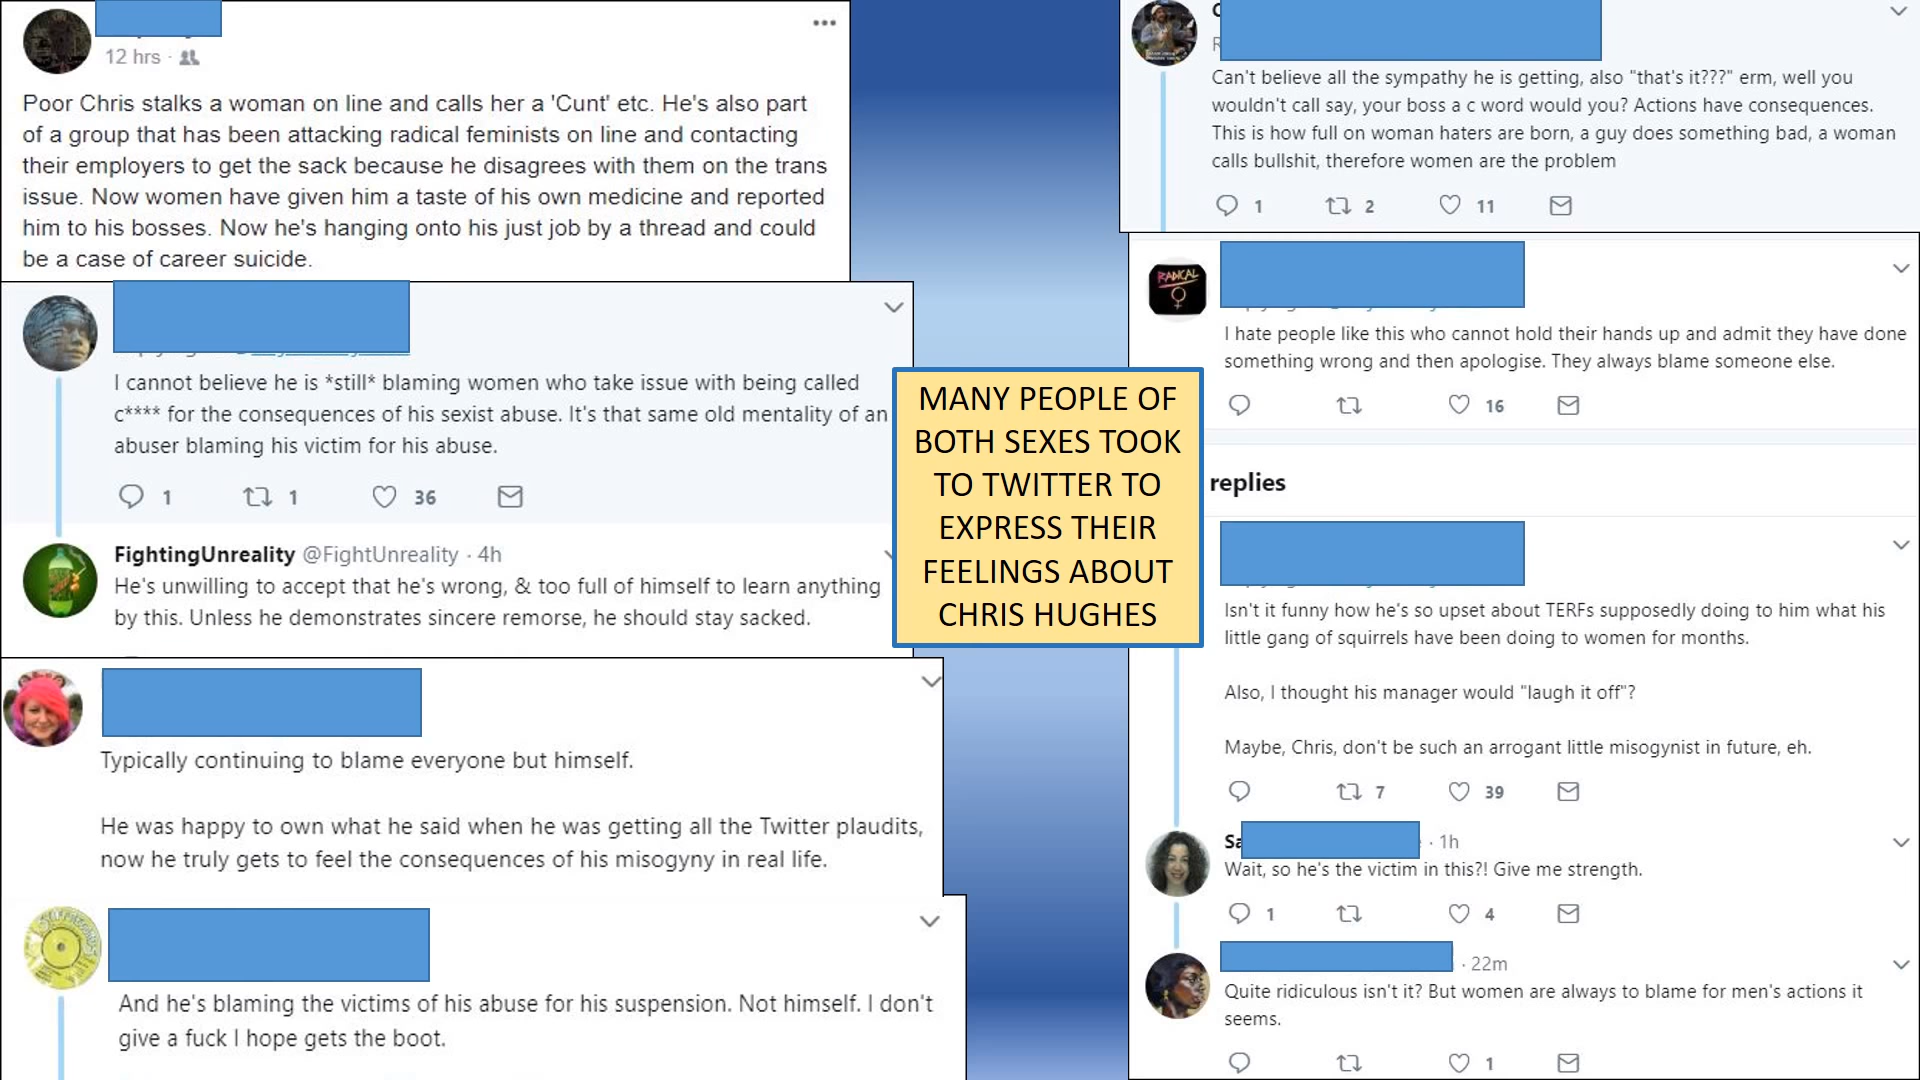 12 hrs ·
Poor Chris stalks a woman on line and calls her a 'Cunt' etc. He's also part
of a group that has been attacking radical feminists on line and contacting
their employers to get the sack because he disagrees with them on the trans
issue. Now women have given him a taste of his own medicine and reported
him to his bosses. Now he's hanging onto his just job by a thread and could
be a case of career suicide.
I cannot believe he is *still* blaming women who take issue with being called
c**** for the consequences of his sexist abuse. It's that same old mentality of an
abuser blaming his victim for his abuse.
1 1 36
FightingUnreality @FightUnreality · 4h
He's unwilling to accept that he's wrong, & too full of himself to learn anything
by this. Unless he demonstrates sincere remorse, he should stay sacked.
Typically continuing to blame everyone but himself.
He was happy to own what he said when he was getting all the Twitter plaudits,
now he truly gets to feel the consequences of his misogyny in real life.
And he's blaming the victims of his abuse for his suspension. Not himself. I don't
give a fuck I hope gets the boot.
MANY PEOPLE OF
BOTH SEXES TOOK
TO TWITTER TO
EXPRESS THEIR
FEELINGS ABOUT
CHRIS HUGHES
Can't believe all the sympathy he is getting, also "that's it???" erm, well you
wouldn't call say, your boss a c word would you? Actions have consequences.
This is how full on woman haters are born, a guy does something bad, a woman
calls bullshit, therefore women are the problem
1 2 11
RADICAL
I hate people like this who cannot hold their hands up and admit they have done
something wrong and then apologise. They always blame someone else.
16
replies
Isn't it funny how he's so upset about TERFs supposedly doing to him what his
little gang of squirrels have been doing to women for months.
Also, I thought his manager would "laugh it off"?
Maybe, Chris, don't be such an arrogant little misogynist in future, eh.
7 39
Sa · 1h
Wait, so he's the victim in this?! Give me strength.
1 4
· 22m
Quite ridiculous isn't it? But women are always to blame for men's actions it
seems.
1